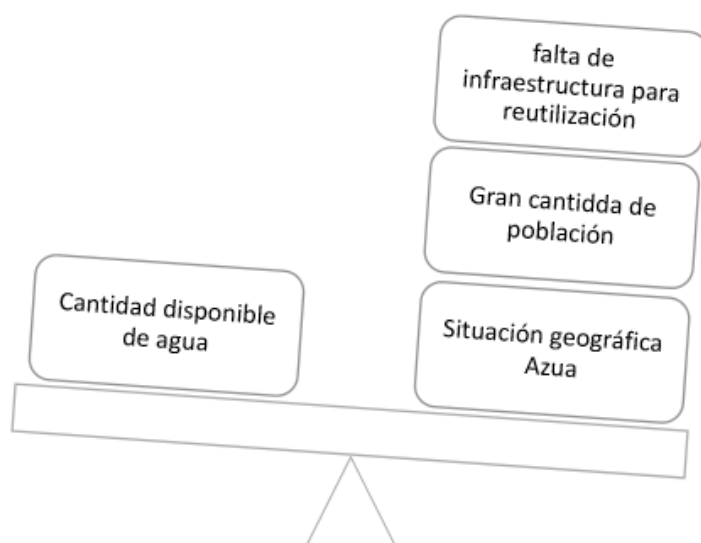 falta de
infraestructura para
reutilización
Gran cantidda de
población
Cantidad disponible
de agua
Situación geográfica
Azua